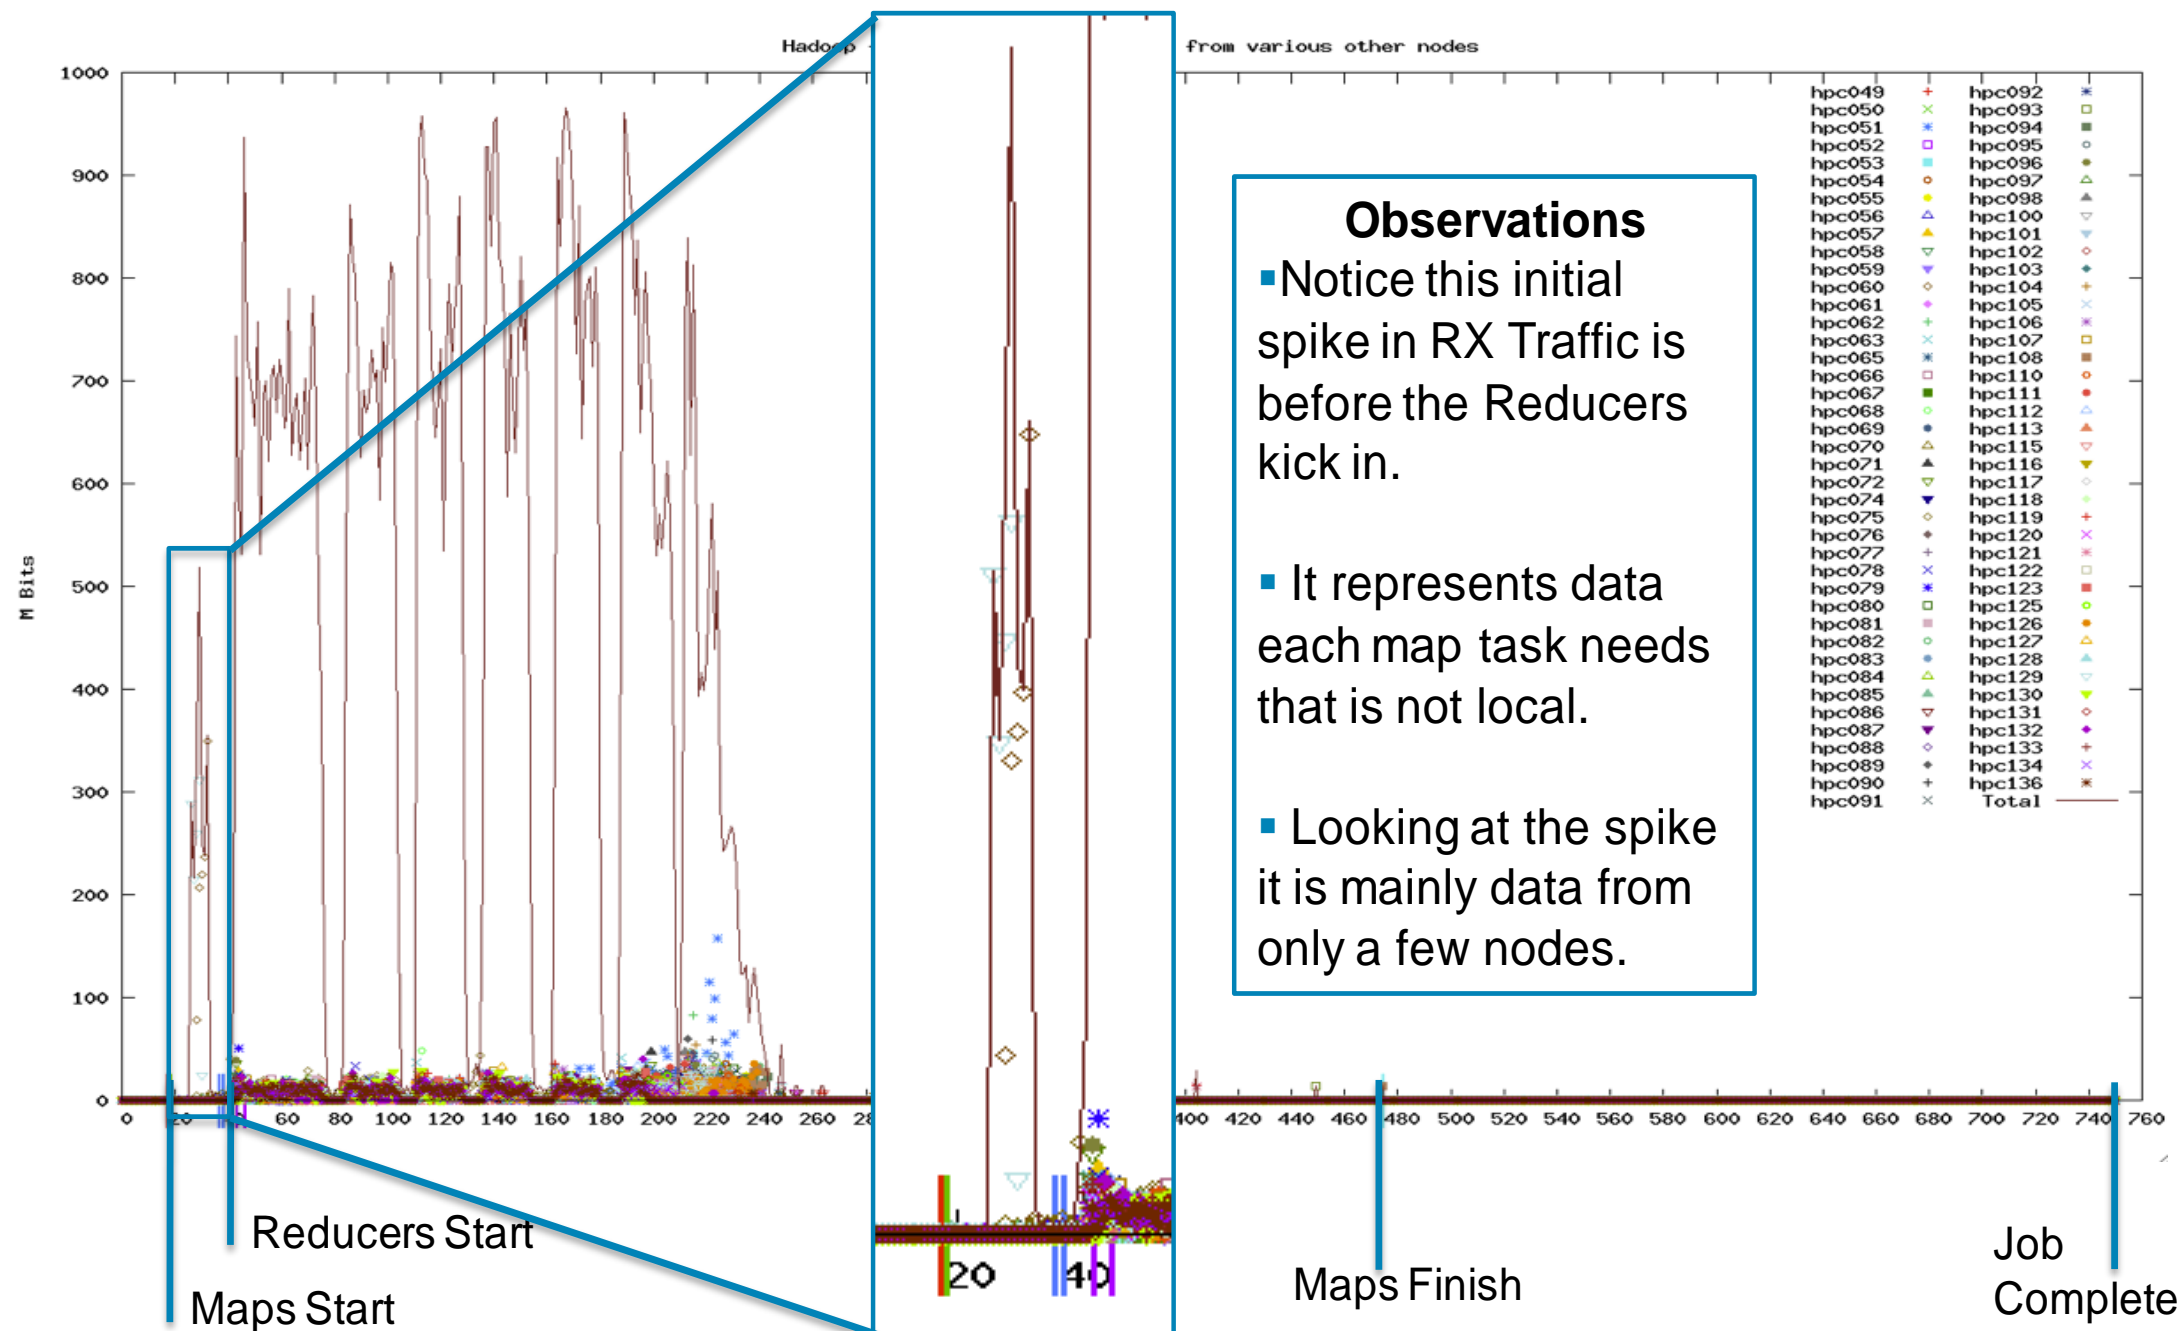 Hadoop
from various other nodes
1000
900
800
700
600
500
400
300
200
100
0
M Bits
0 20 60 80 100 120 140 160 180 200 220 240 260 28
400 420 440 460 480 500 520 540 560 580 600 620 640 660 680 700 720 740 760
20 40
Observations
▪Notice this initial
spike in RX Traffic is
before the Reducers
kick in.
▪ It represents data
each map task needs
that is not local.
▪ Looking at the spike
it is mainly data from
only a few nodes.
hpc049 hpc092
hpc050 hpc093
hpc051 hpc094
hpc052 hpc095
hpc053 hpc096
hpc054 hpc097
hpc055 hpc098
hpc056 hpc100
hpc057 hpc101
hpc058 hpc102
hpc059 hpc103
hpc060 hpc104
hpc061 hpc105
hpc062 hpc106
hpc063 hpc107
hpc065 hpc108
hpc066 hpc110
hpc067 hpc111
hpc068 hpc112
hpc069 hpc113
hpc070 hpc115
hpc071 hpc116
hpc072 hpc117
hpc074 hpc118
hpc075 hpc119
hpc076 hpc120
hpc077 hpc121
hpc078 hpc122
hpc079 hpc123
hpc080 hpc125
hpc081 hpc126
hpc082 hpc127
hpc083 hpc128
hpc084 hpc129
hpc085 hpc130
hpc086 hpc131
hpc087 hpc132
hpc088 hpc133
hpc089 hpc134
hpc090 hpc136
hpc091 Total
Reducers Start
Maps Start
Maps Finish
Job
Complete